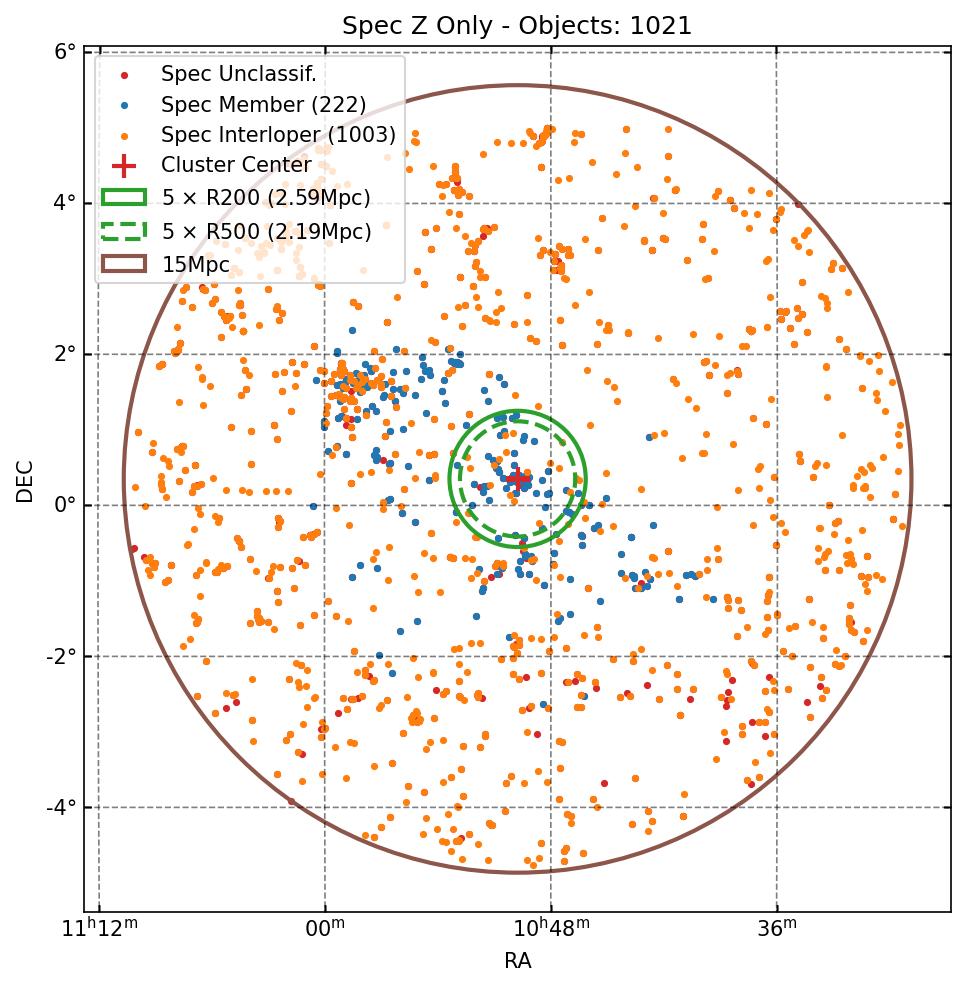 Spec Z Only - Objects: 1021
6°
Spec Unclassif.
Spec Member (222)
Spec Interloper (1003)
Cluster Center
5 × R200 (2.59Mpc)
5 × R500 (2.19Mpc)
15Mpc
4°
2°
0°
-2°
-4°
DEC
11ʰ12ᵐ
00ᵐ
10ʰ48ᵐ
36ᵐ
RA